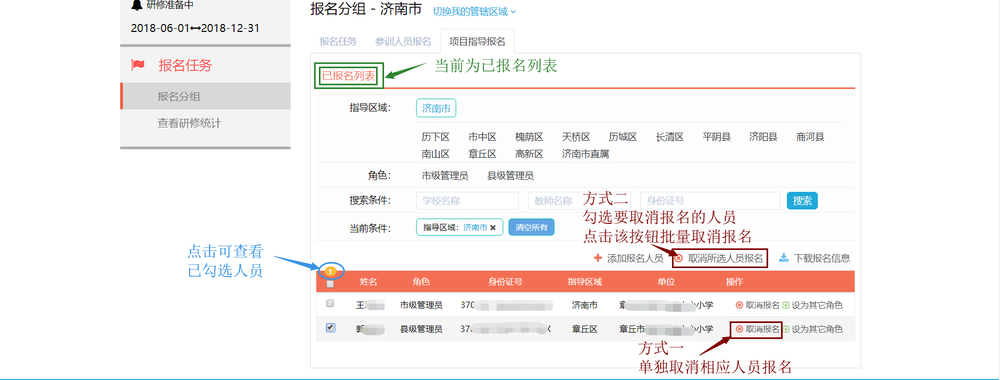 研修准备中
2018-06-01↔2018-12-31
报名任务
报名分组
查看研修统计
报名分组 - 济南市 切换我的管辖区域
报名任务 参训人员报名 项目指导报名
当前为已报名列表
已报名列表
指导区域： 济南市
历下区 市中区 槐荫区 天桥区 历城区 长清区 平阴县 济阳县 商河县
南山区 章丘区 高新区 济南市直属
角色： 市级管理员 县级管理员
搜索条件： 学校名称 教师名称 身份证号 搜索
方式二
勾选要取消报名的人员
点击该按钮批量取消报名
当前条件： 指导区域：济南市 ✖ 清空所有
点击可查看
已勾选人员
添加报名人员 取消所选人员报名 下载报名信息
1
姓名 角色 身份证号 指导区域 单位 操作
王 市级管理员 370 济南市 章 小学 取消报名 设为其它角色
郭 县级管理员 37 X 章丘区 章丘市 小学 取消报名 设为其它角色
方式一
单独取消相应人员报名